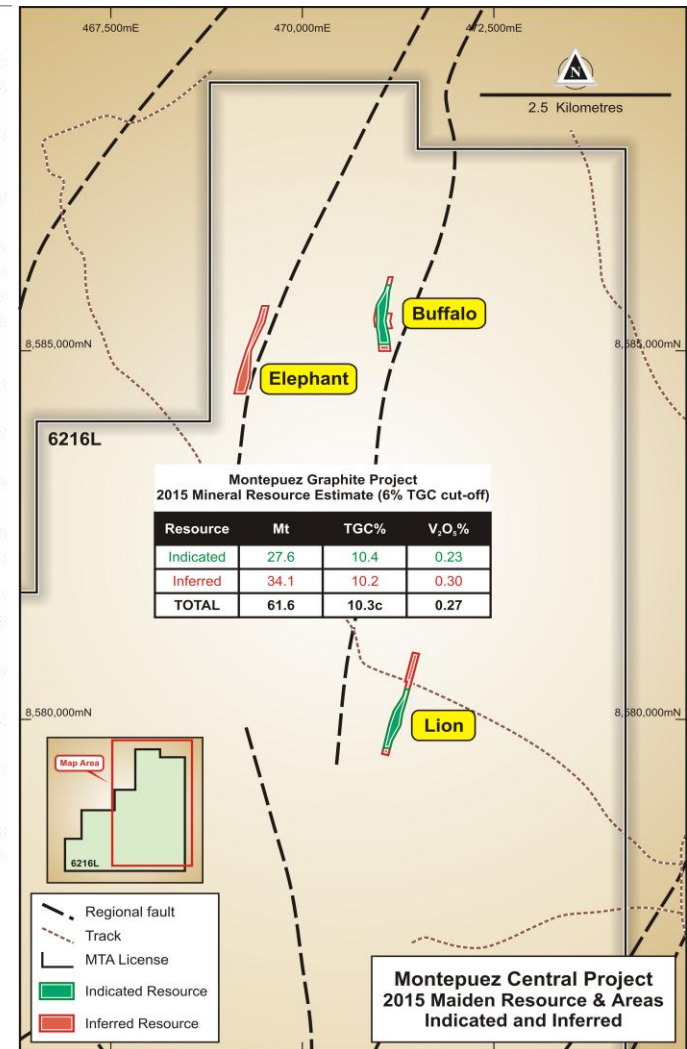 467,500mE 470,000mE 472,500mE
N
2.5 Kilometres
Buffalo
8,585,000mN 8,585,000mN
Elephant
6216L
Montepuez Graphite Project
2015 Mineral Resource Estimate (6% TGC cut-off)
Resource Mt TGC% V₂O₅%
Indicated 27.6 10.4 0.23
Inferred 34.1 10.2 0.30
TOTAL 61.6 10.3c 0.27
8,580,000mN 8,580,000mN
Lion
Map Area
6216L
Regional fault
Track
MTA License
Indicated Resource
Inferred Resource
Montepuez Central Project
2015 Maiden Resource & Areas
Indicated and Inferred